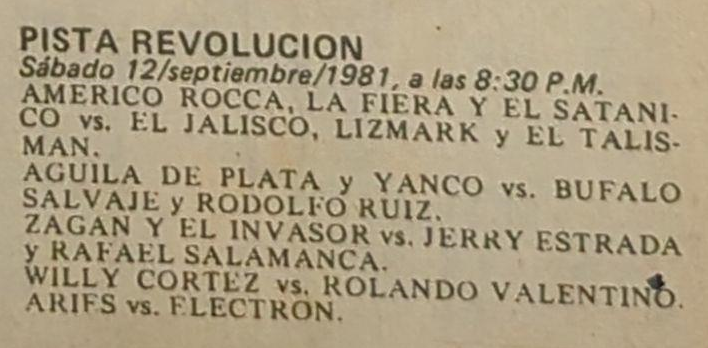 PISTA REVOLUCION
Sábado 12/septiembre/1981, a las 8:30 P.M.
AMERICO ROCCA, LA FIERA Y EL SATANI-
CO vs. EL JALISCO, LIZMARK y EL TALIS-
MAN.
AGUILA DE PLATA y YANCO vs. BUFALO
SALVAJE y RODOLFO RUIZ.
ZAGAN Y EL INVASOR vs. JERRY ESTRADA
y RAFAEL SALAMANCA.
WILLY CORTEZ vs. ROLANDO VALENTINO.
ARIES vs. ELECTRON.